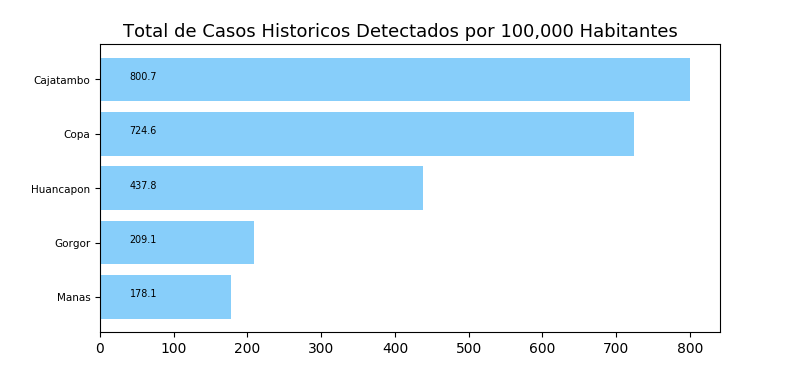 Total de Casos Historicos Detectados por 100,000 Habitantes
Cajatambo 800.7
Copa 724.6
Huancapon 437.8
Gorgor 209.1
Manas 178.1
0 100 200 300 400 500 600 700 800